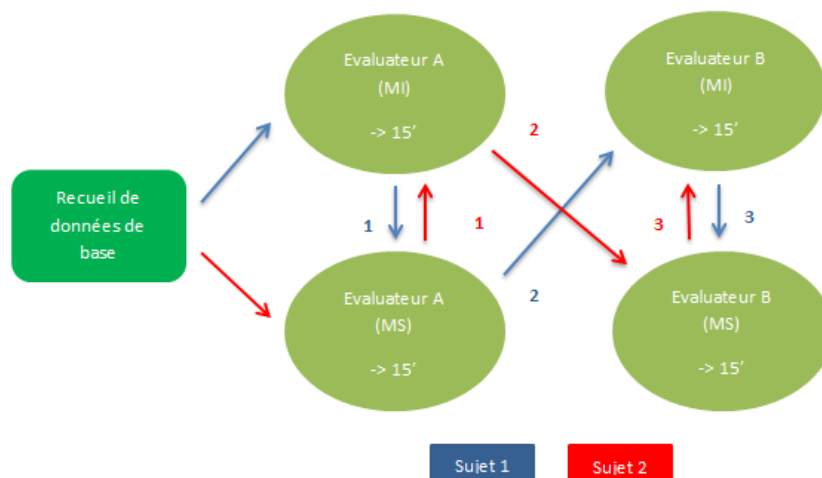 Evaluateur A
(MI)
-> 15’
Evaluateur B
(MI)
-> 15’
2
Recueil de
données de
base
1
1
3
3
2
Evaluateur A
(MS)
-> 15’
Evaluateur B
(MS)
-> 15’
Sujet 1
Sujet 2